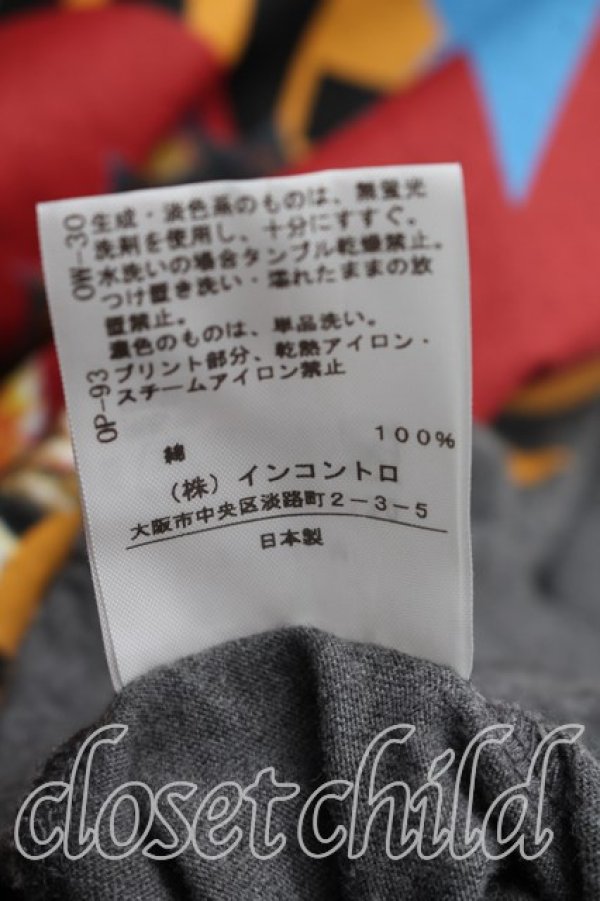 QW-30
生成・淡色系のものは、無蛍光
洗剤を使用し、十分にすすぐ。
水洗いの場合タンブル乾燥禁止。
つけ置き洗い・濡れたままの放
置禁止。
濃色のものは、単品洗い。
QP-93
プリント部分、乾熱アイロン・
スチームアイロン禁止
綿 100%
(株) インコントロ
大阪市中央区淡路町2-3-5
日本製
closet child